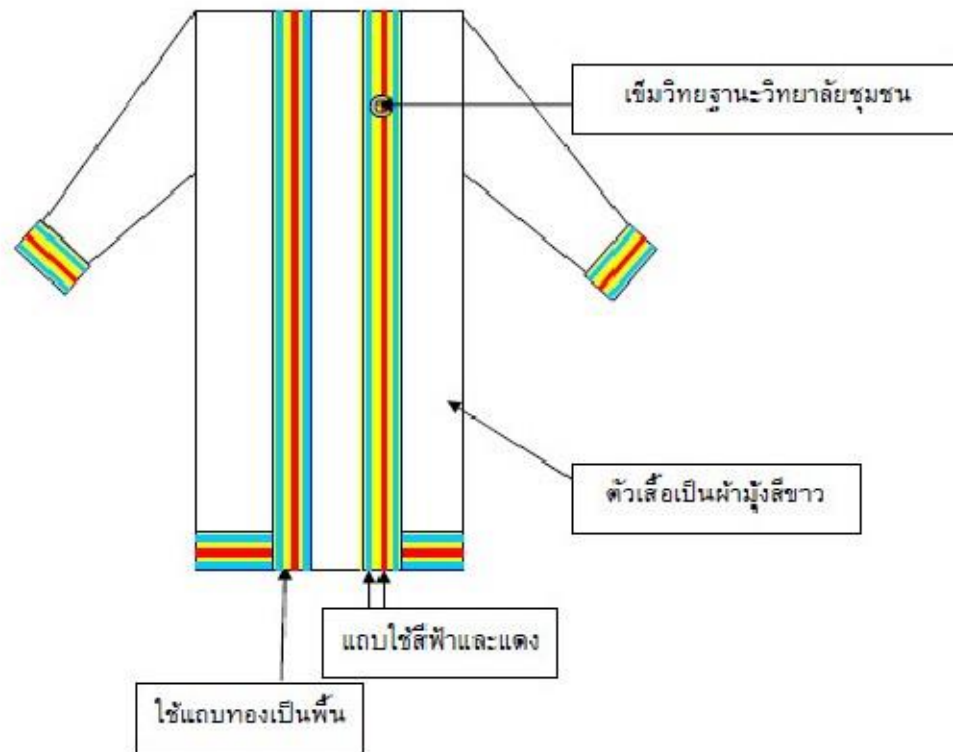 เข็มวิทยฐานะวิทยาลัยชุมชน
ตัวเสื้อเป็นผ้ามุ้งสีขาว
แถบใช้สีฟ้าและแดง
ใช้แถบทองเป็นพื้น